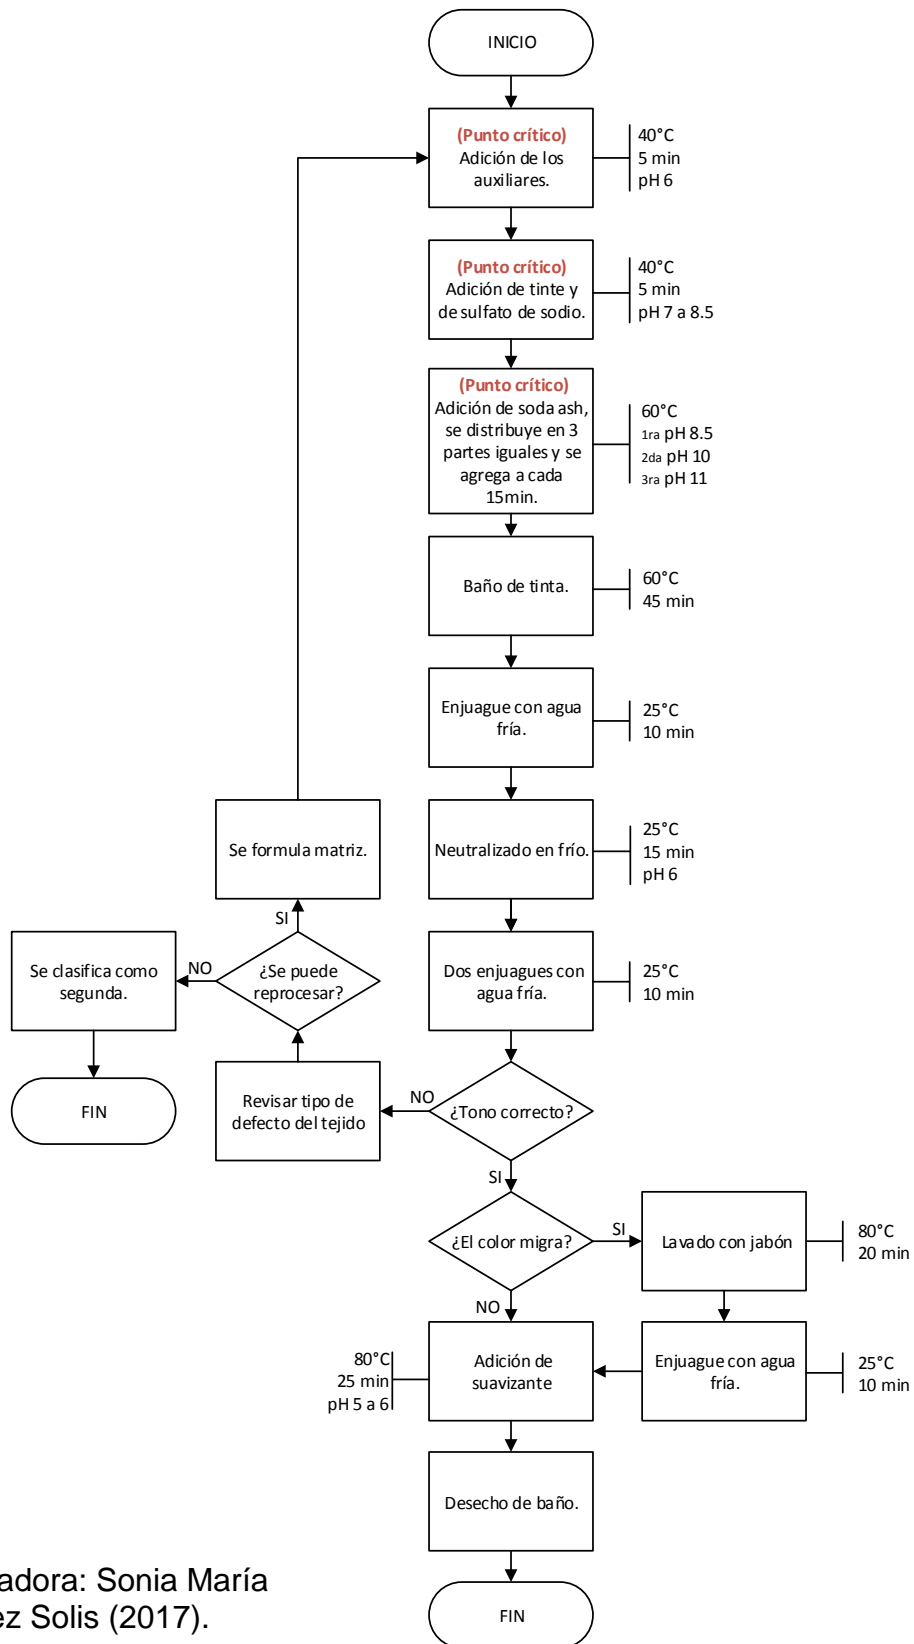 INICIO
(Punto crítico)
Adición de los
auxiliares.
40°C
5 min
pH 6
(Punto crítico)
Adición de tinte y
de sulfato de sodio.
40°C
5 min
pH 7 a 8.5
(Punto crítico)
Adición de soda ash,
se distribuye en 3
partes iguales y se
agrega a cada
15min.
60°C
1ra pH 8.5
2da pH 10
3ra pH 11
Baño de tinta.
60°C
45 min
Enjuague con agua
fría.
25°C
10 min
Se formula matriz.
Neutralizado en frío.
25°C
15 min
pH 6
SI
Se clasifica como
segunda.
NO
¿Se puede
reprocesar?
Dos enjuagues con
agua fría.
25°C
10 min
FIN
Revisar tipo de
defecto del tejido
NO
¿Tono correcto?
SI
¿El color migra?
SI
Lavado con jabón
80°C
20 min
NO
80°C
25 min
pH 5 a 6
Adición de
suavizante
Enjuague con agua
fría.
25°C
10 min
Desecho de baño.
FIN
adora: Sonia María
ez Solis (2017).